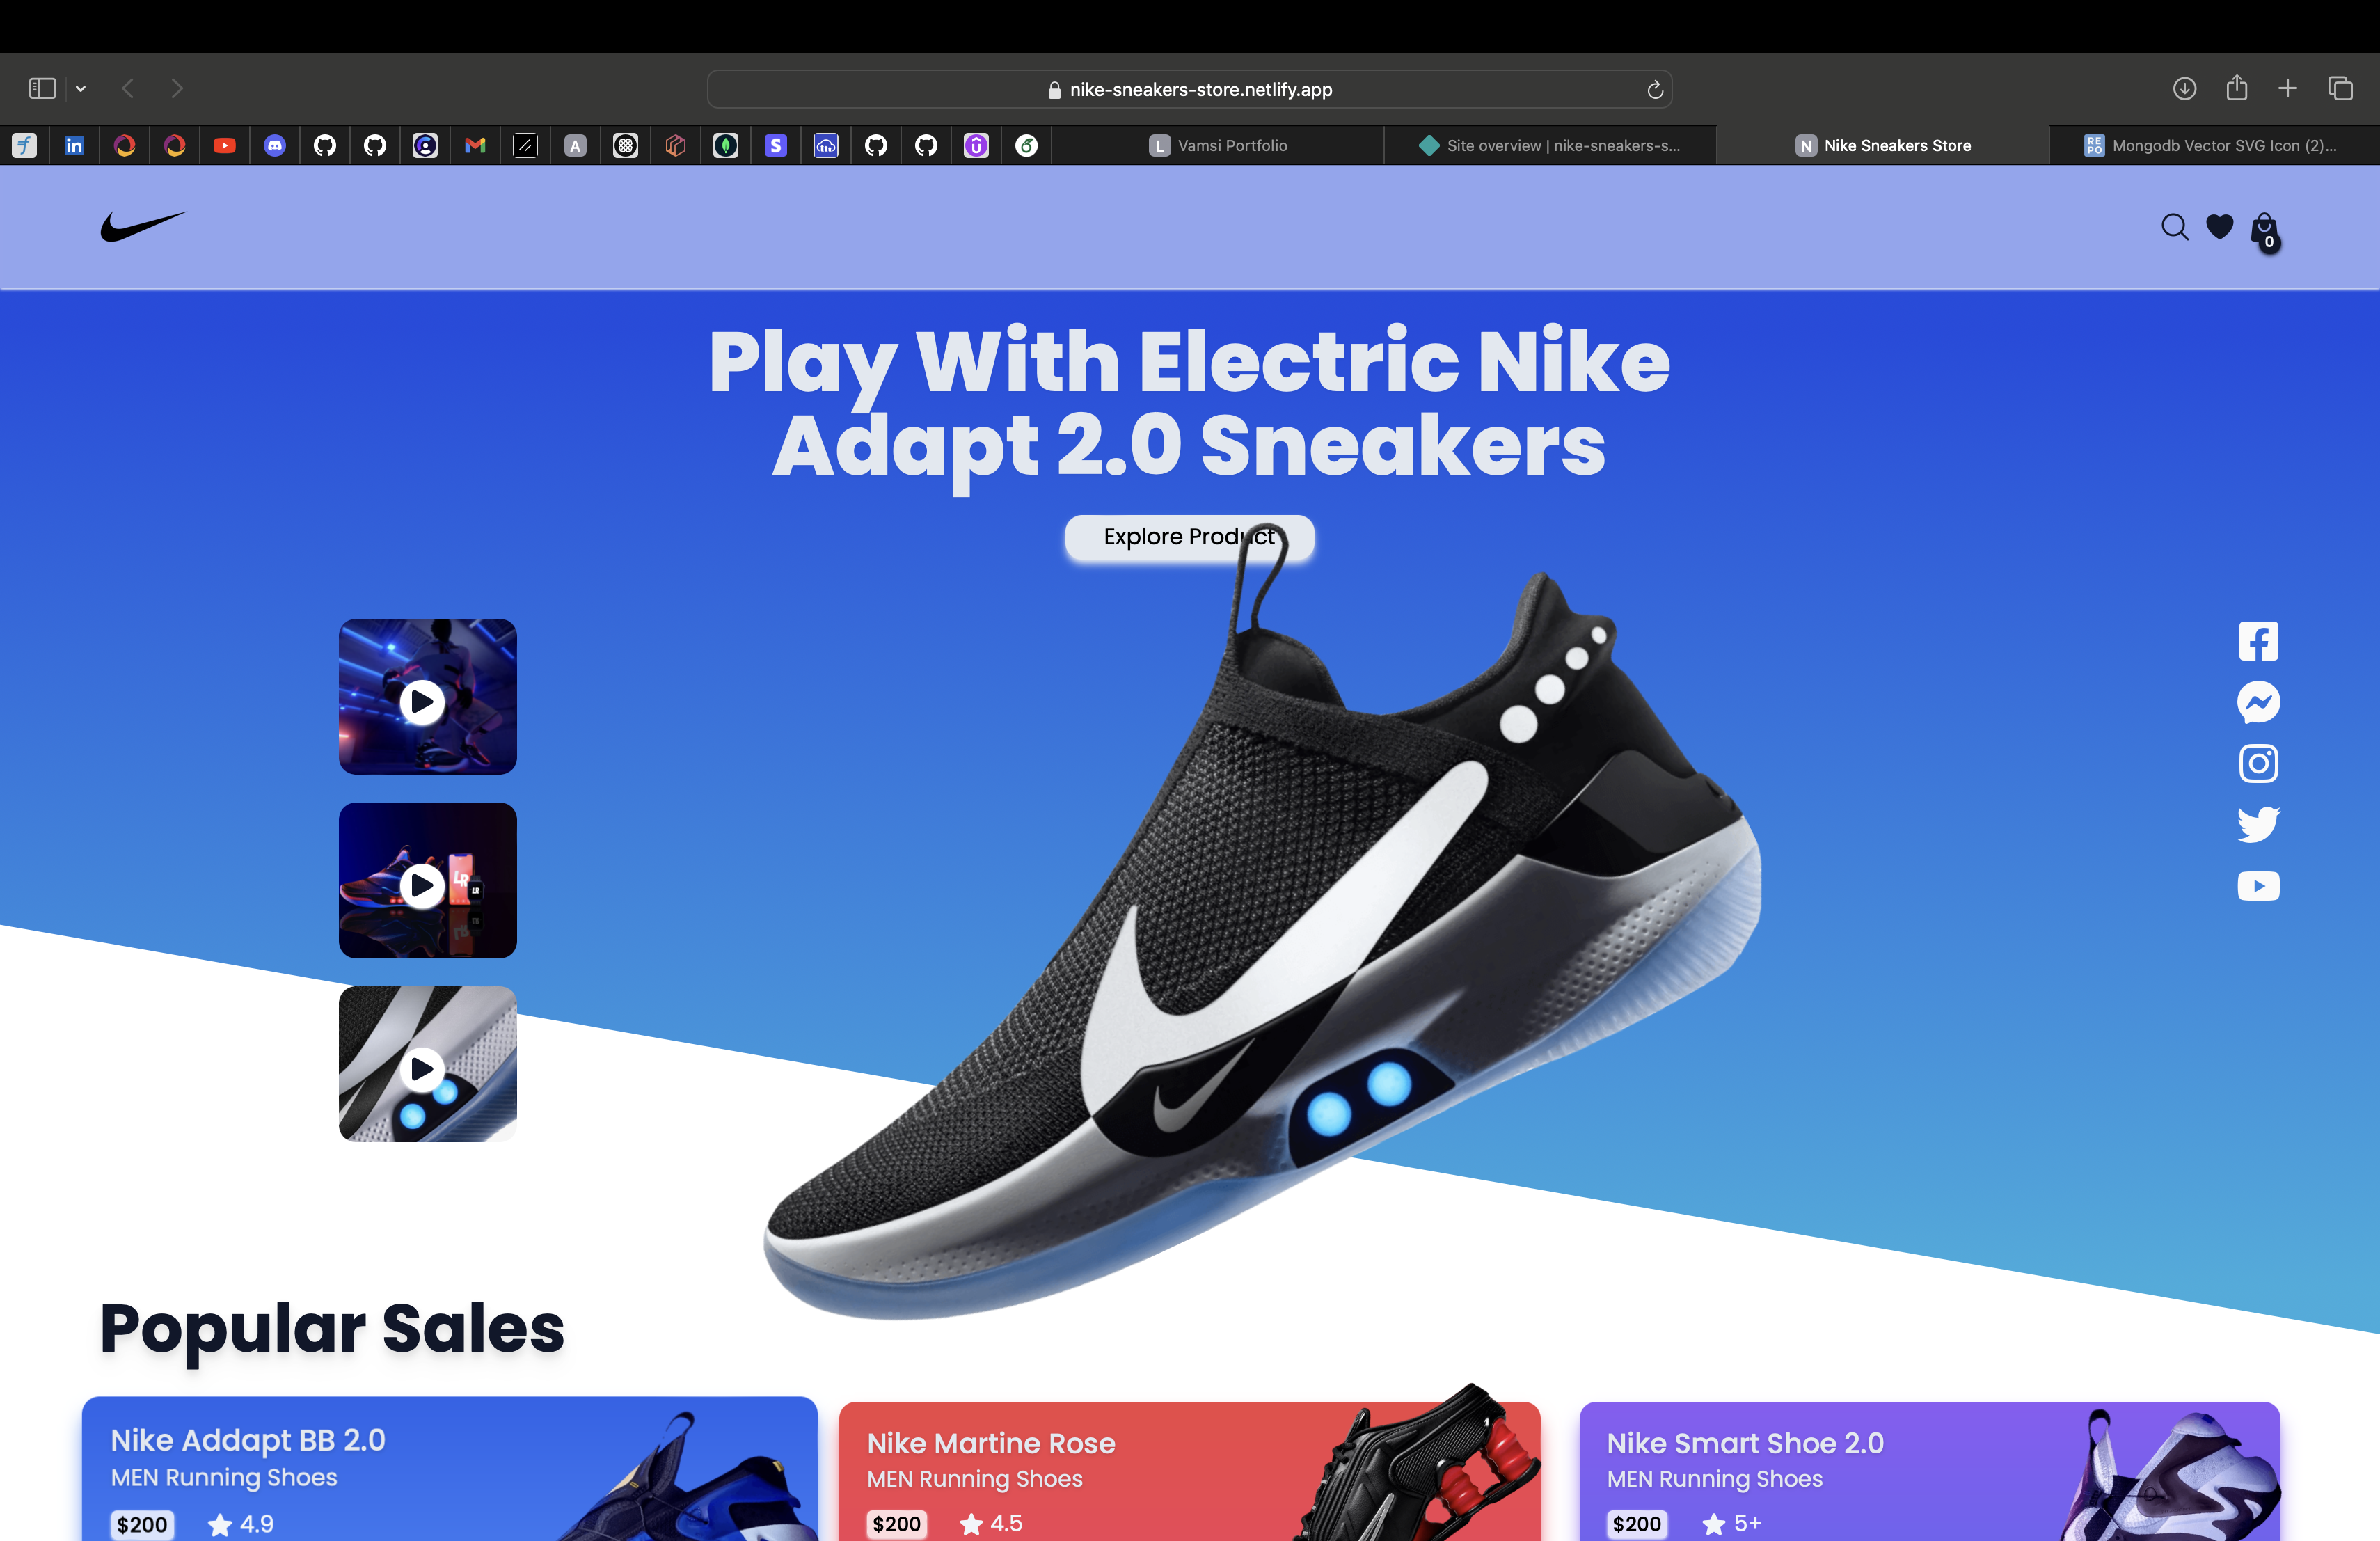 nike-sneakers-store.netlify.app
Vamsi Portfolio
Site overview | nike-sneakers-s...
Nike Sneakers Store
Mongodb Vector SVG Icon (2)...
0
Play With Electric Nike
Adapt 2.0 Sneakers
Explore Product
Popular Sales
Nike Addapt BB 2.0
MEN Running Shoes
$200 4.9
Nike Martine Rose
MEN Running Shoes
$200 4.5
Nike Smart Shoe 2.0
MEN Running Shoes
$200 5+